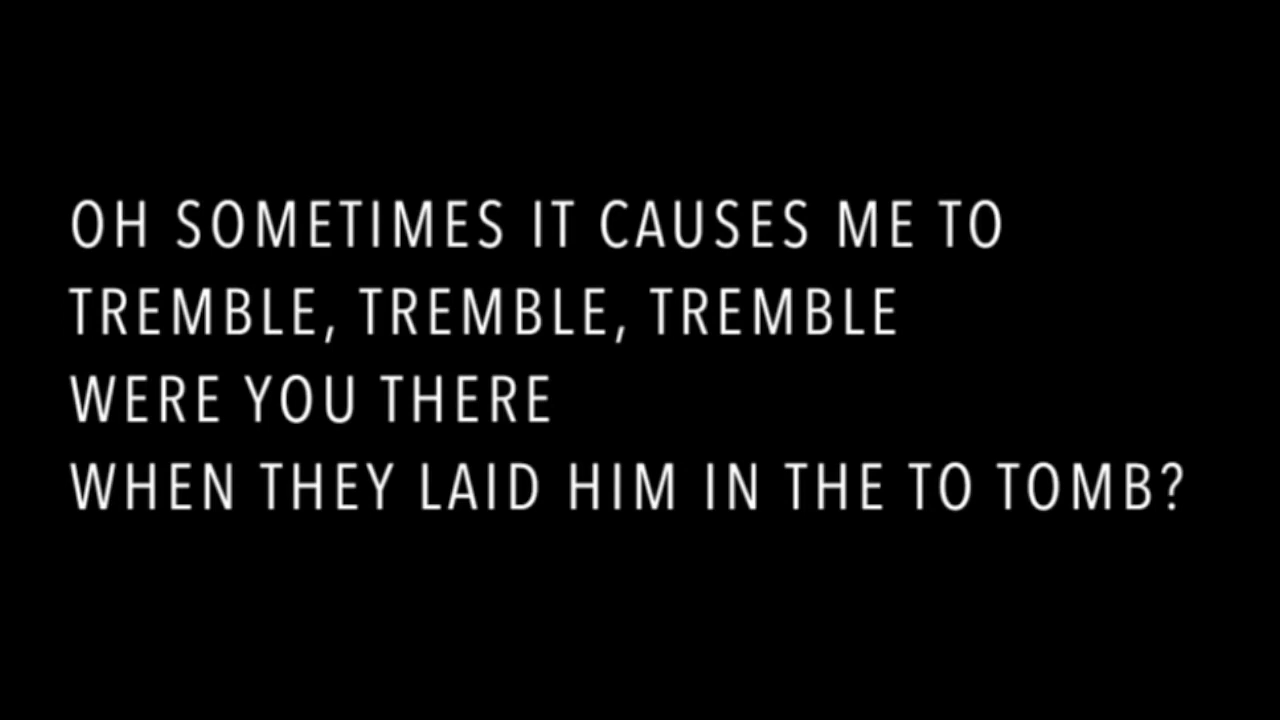 OH SOMETIMES IT CAUSES ME TO
TREMBLE, TREMBLE, TREMBLE
WERE YOU THERE
WHEN THEY LAID HIM IN THE TO TOMB?